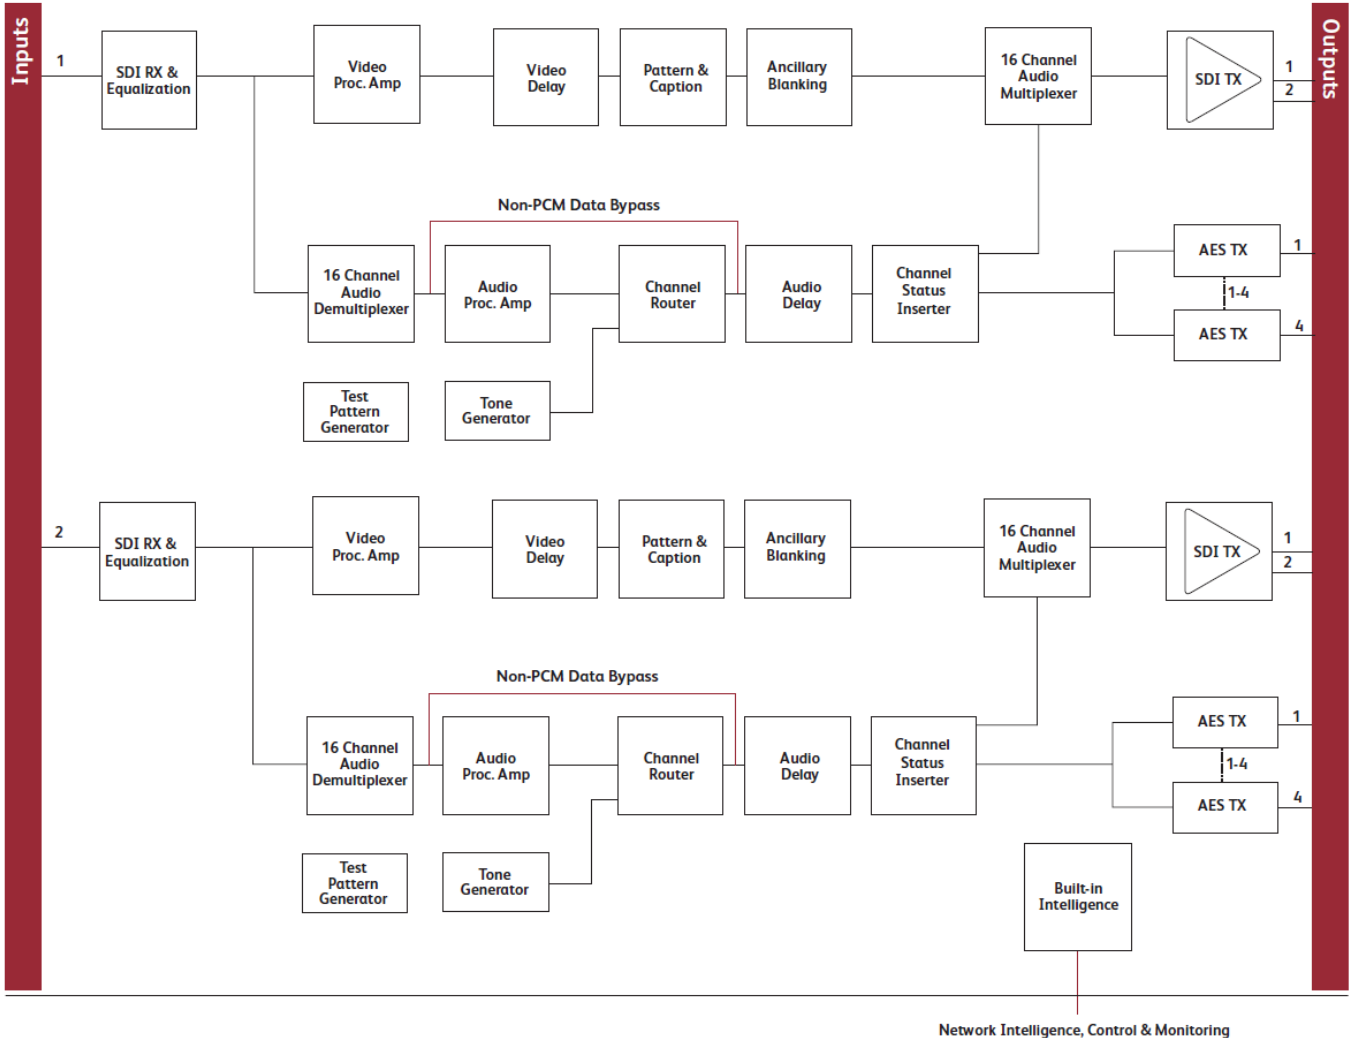 Inputs
Outputs
1
SDI RX &
Equalization
Video
Proc. Amp
Video
Delay
Pattern &
Caption
Ancillary
Blanking
16 Channel
Audio
Multiplexer
SDI TX
1
2
Non-PCM Data Bypass
16 Channel
Audio
Demultiplexer
Audio
Proc. Amp
Channel
Router
Audio
Delay
Channel
Status
Inserter
AES TX
1
1-4
AES TX
4
Test
Pattern
Generator
Tone
Generator
2
SDI RX &
Equalization
Video
Proc. Amp
Video
Delay
Pattern &
Caption
Ancillary
Blanking
16 Channel
Audio
Multiplexer
SDI TX
1
2
Non-PCM Data Bypass
16 Channel
Audio
Demultiplexer
Audio
Proc. Amp
Channel
Router
Audio
Delay
Channel
Status
Inserter
AES TX
1
1-4
AES TX
4
Test
Pattern
Generator
Tone
Generator
Built-in
Intelligence
Network Intelligence, Control & Monitoring